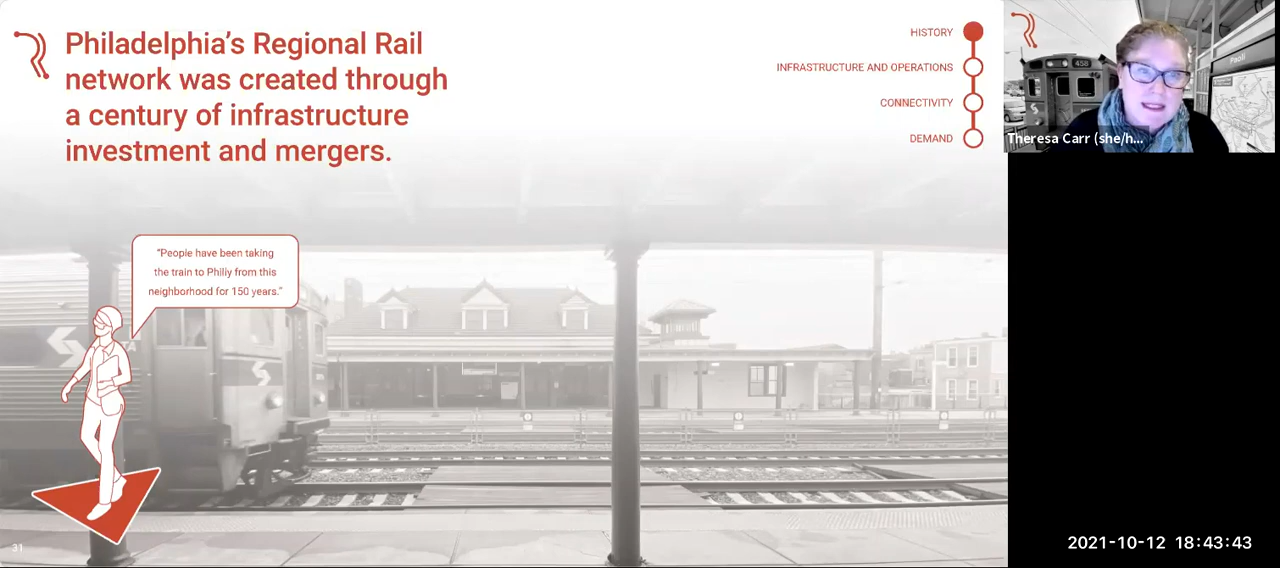 Philadelphia's Regional Rail
network was created through
a century of infrastructure
investment and mergers.
HISTORY
INFRASTRUCTURE AND OPERATIONS
CONNECTIVITY
DEMAND
458
Paoli
Theresa Carr (she/h...
"People have been taking
the train to Philly from this
neighborhood for 150 years."
31
2021-10-12 18:43:43